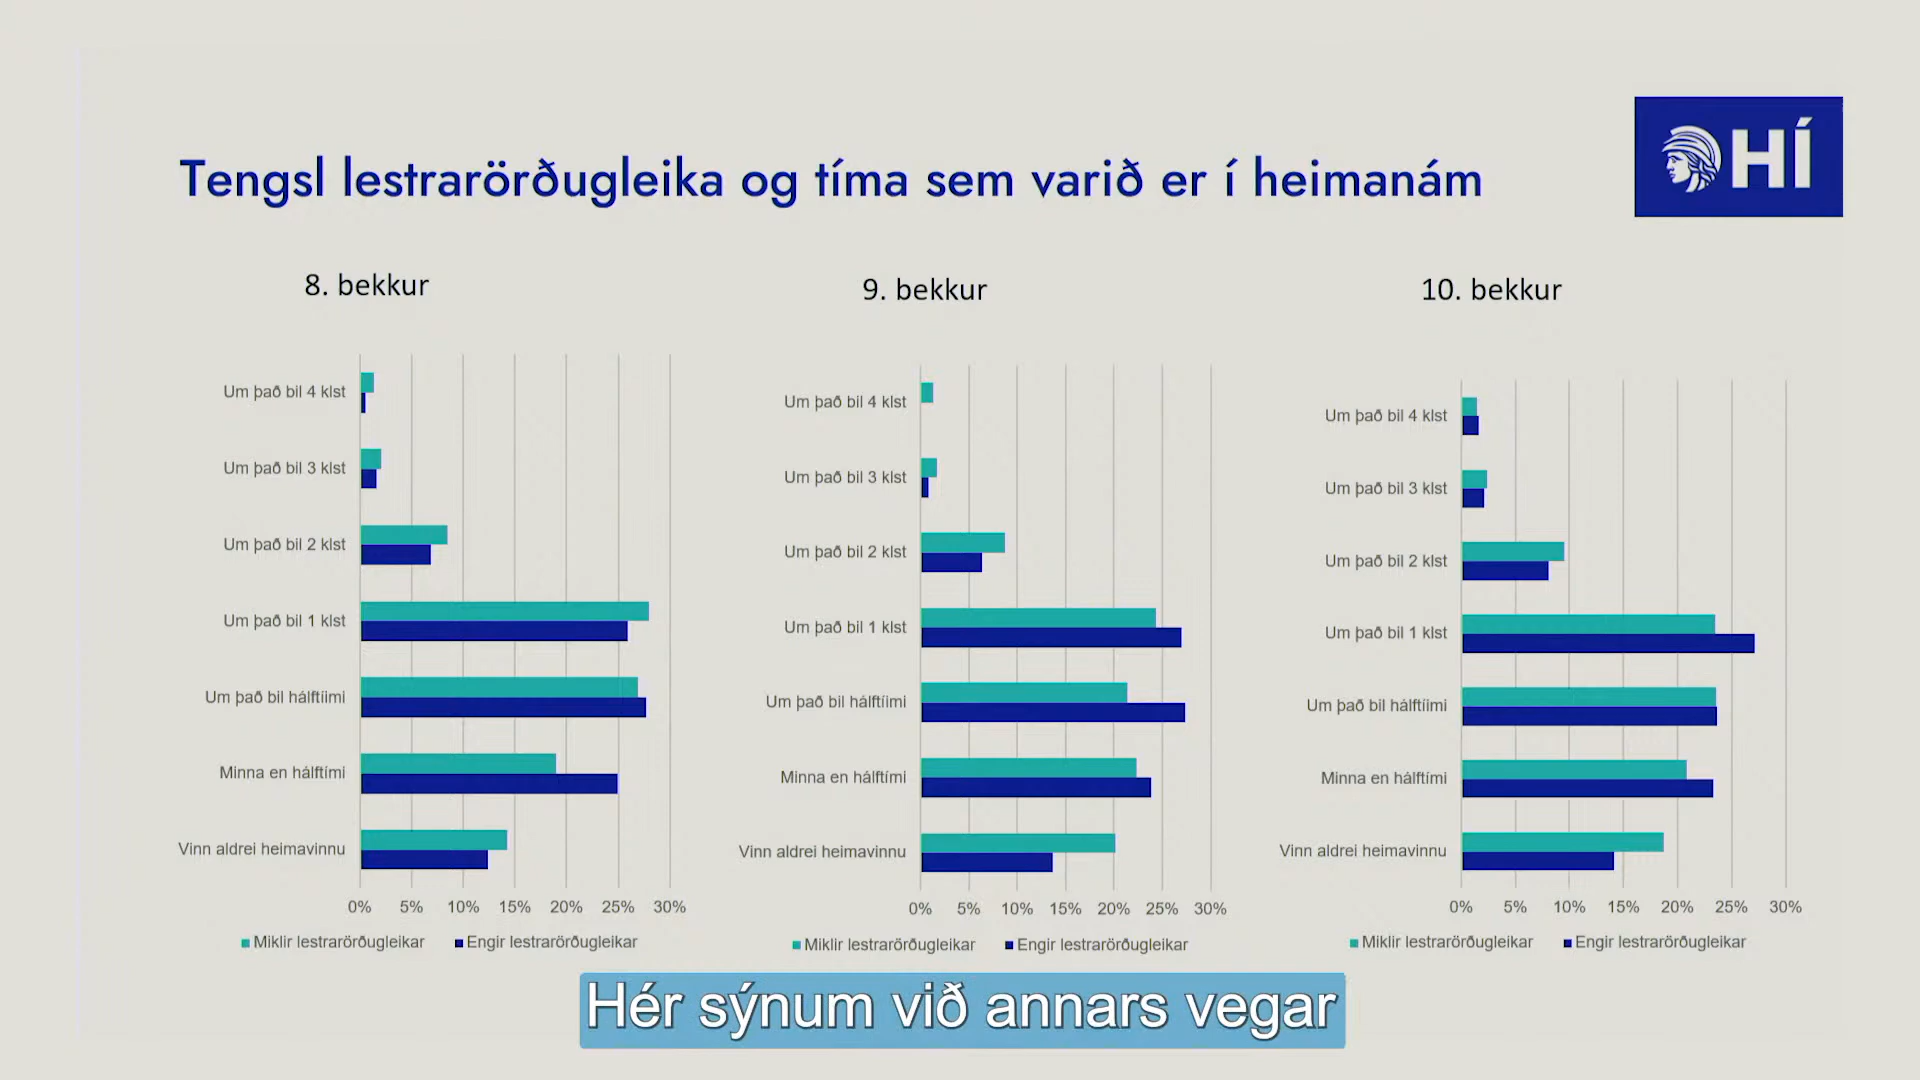 Tengsl lestrarörðugleika og tíma sem varið er í heimanám
HÍ
8. bekkur
Um það bil 4 klst
Um það bil 3 klst
Um það bil 2 klst
Um það bil 1 klst
Um það bil hálftíimi
Minna en hálftími
Vinn aldrei heimavinnu
0% 5% 10% 15% 20% 25% 30%
Miklir lestrarörðugleikar Engir lestrarörðugleikar
9. bekkur
Um það bil 4 klst
Um það bil 3 klst
Um það bil 2 klst
Um það bil 1 klst
Um það bil hálftíimi
Minna en hálftími
Vinn aldrei heimavinnu
0% 5% 10% 15% 20% 25% 30%
Miklir lestrarörðugleikar Engir lestrarörðugleikar
10. bekkur
Um það bil 4 klst
Um það bil 3 klst
Um það bil 2 klst
Um það bil 1 klst
Um það bil hálftíimi
Minna en hálftími
Vinn aldrei heimavinnu
0% 5% 10% 15% 20% 25% 30%
Miklir lestrarörðugleikar Engir lestrarörðugleikar
Hér sýnum við annars vegar